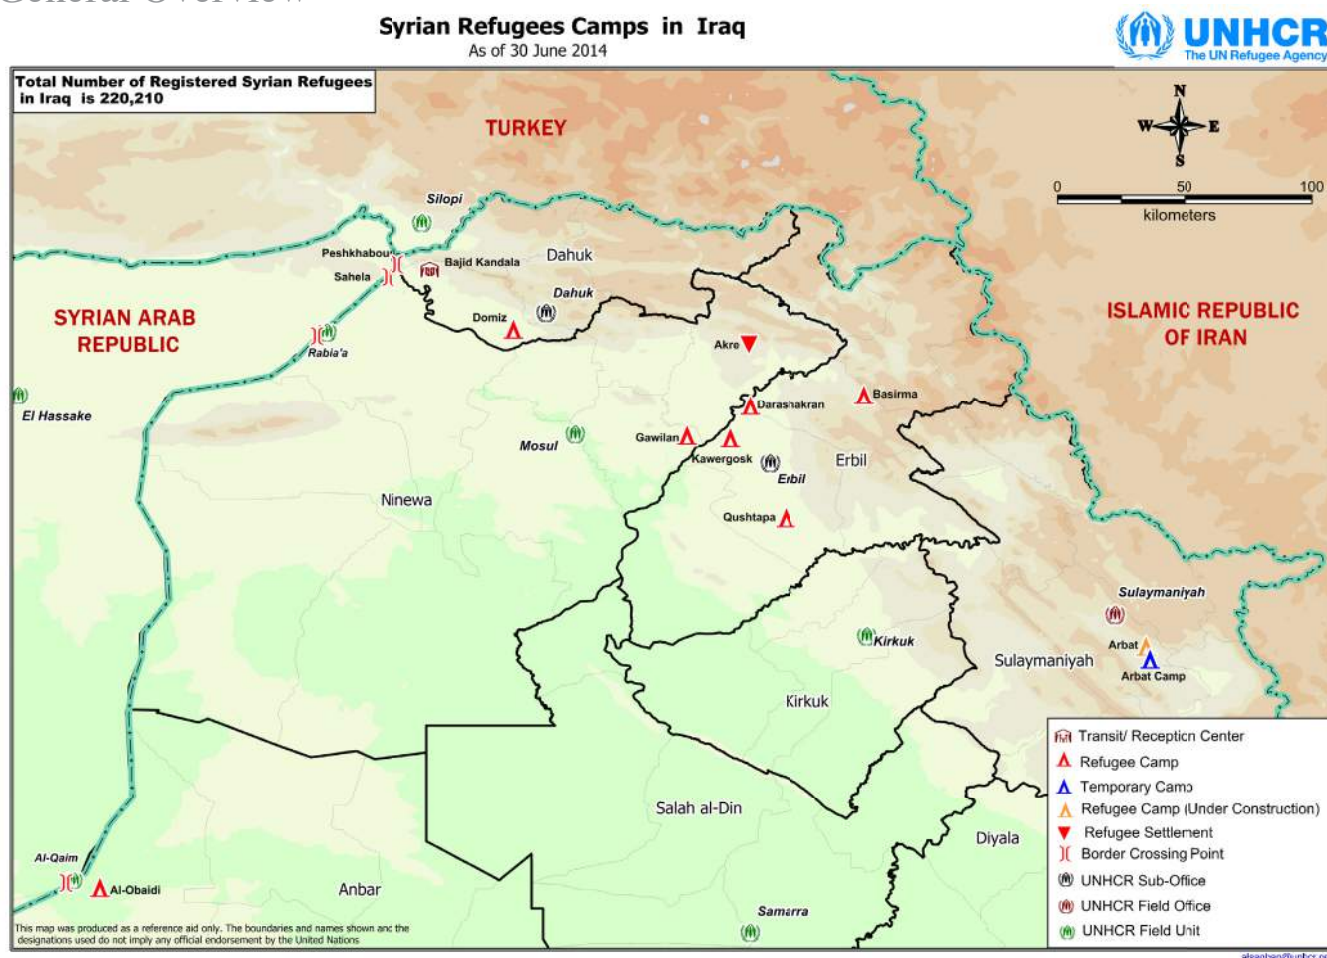 General Overview
Syrian Refugees Camps in Iraq
As of 30 June 2014
UNHCR
The UN Refugee Agency
Total Number of Registered Syrian Refugees
in Iraq is 220,210
N
W E
S
0 50 100
kilometers
TURKEY
Silopi
Peshkhabour
Sahela
Bajid Kandala
Dahuk
Dahuk
Domiz
SYRIAN ARAB
REPUBLIC
Rabia'a
ISLAMIC REPUBLIC
OF IRAN
Akre
El Hassake
Basirma
Darashakran
Mosul
Gawilan
Kawergosk
Erbil
Erbil
Ninewa
Qushtapa
Sulaymaniyah
Kirkuk
Arbat
Sulaymaniyah
Arbat Camp
Kirkuk
Salah al-Din
Diyala
Al-Qaim
Al-Obaidi
Anbar
Samarra
Transit/ Reception Center
Refugee Camp
Temporary Camp
Refugee Camp (Under Construction)
Refugee Settlement
Border Crossing Point
UNHCR Sub-Office
UNHCR Field Office
UNHCR Field Unit
This map was produced as a reference aid only. The boundaries and names shown and the
designations used do not imply any official endorsement by the United Nations